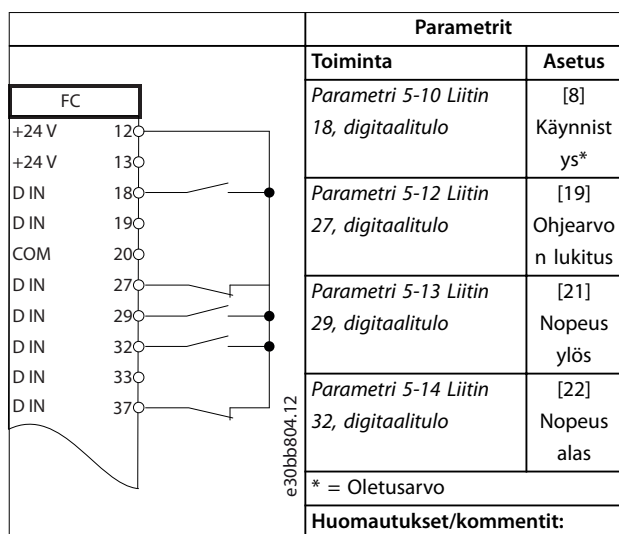 Parametrit
Toiminta Asetus
FC
+24 V 12
+24 V 13
D IN 18
D IN 19
COM 20
D IN 27
D IN 29
D IN 32
D IN 33
D IN 37
e30bb804.12
Parametri 5-10 Liitin
18, digitaalitulo
[8]
Käynnist
ys*
Parametri 5-12 Liitin
27, digitaalitulo
[19]
Ohjearvo
n lukitus
Parametri 5-13 Liitin
29, digitaalitulo
[21]
Nopeus
ylös
Parametri 5-14 Liitin
32, digitaalitulo
[22]
Nopeus
alas
* = Oletusarvo
Huomautukset/kommentit: